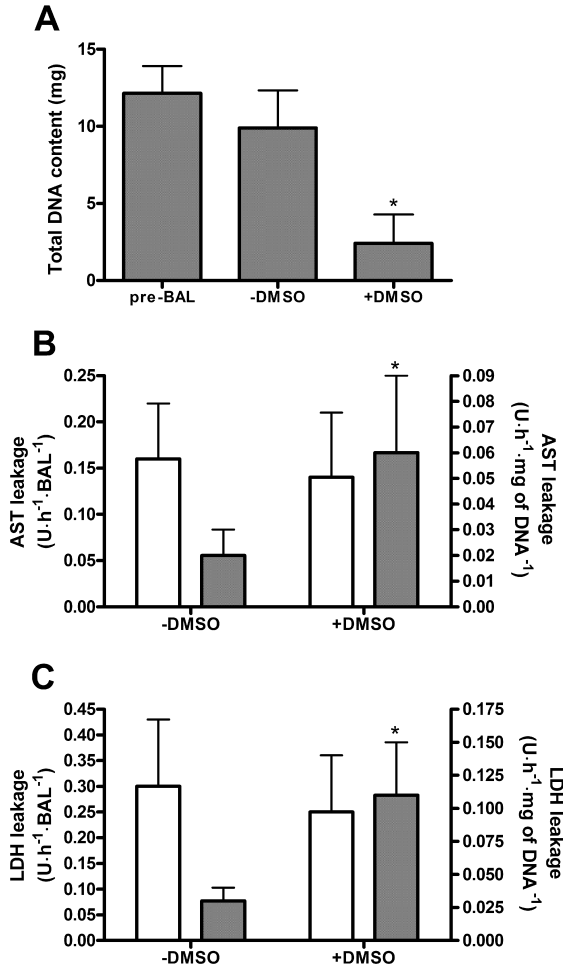 A
Total DNA content (mg)
15
10
5
0
*
pre-BAL -DMSO +DMSO
B
AST leakage
(U·h-1·BAL-1)
0.25
0.20
0.15
0.10
0.05
0.00
*
0.09
0.08
0.07
0.06
0.05
0.04
0.03
0.02
0.01
0.00
AST leakage
(U·h-1·mg of DNA-1)
-DMSO +DMSO
C
LDH leakage
(U·h-1·BAL-1)
0.45
0.40
0.35
0.30
0.25
0.20
0.15
0.10
0.05
0.00
*
0.175
0.150
0.125
0.100
0.075
0.050
0.025
0.000
LDH leakage
(U·h-1·mg of DNA-1)
-DMSO +DMSO